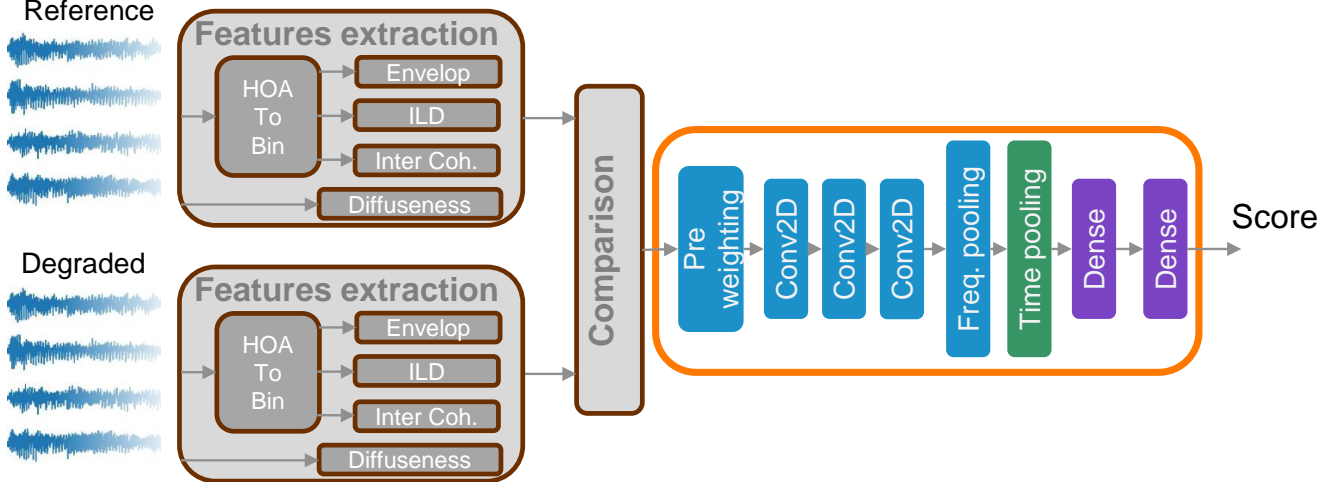 Reference
Features extraction
HOA
To
Bin
Envelop
ILD
Inter Coh.
Diffuseness
Degraded
Features extraction
HOA
To
Bin
Envelop
ILD
Inter Coh.
Diffuseness
Comparison
Pre
weighting
Conv2D
Conv2D
Conv2D
Freq. pooling
Time pooling
Dense
Dense
Score